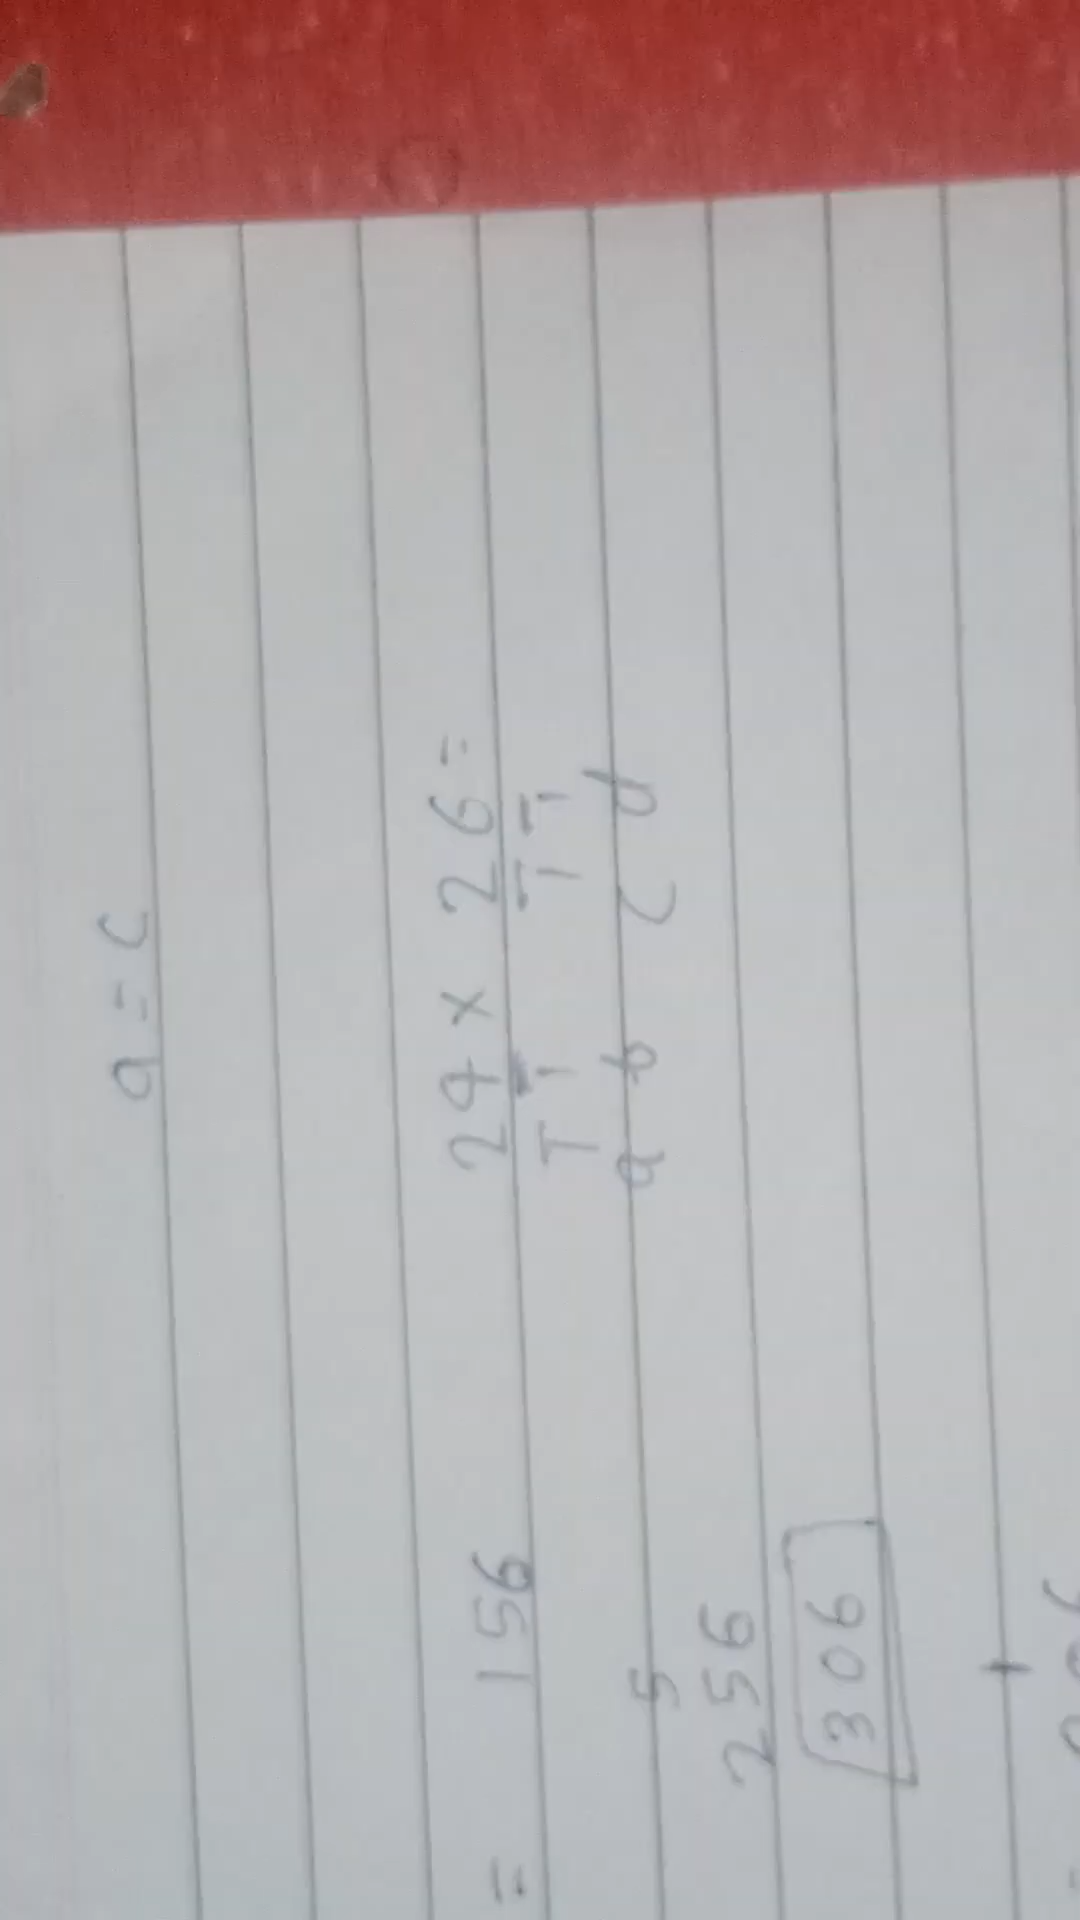 a = c
24 × 26 =
a b c d
= 156
5
256
306